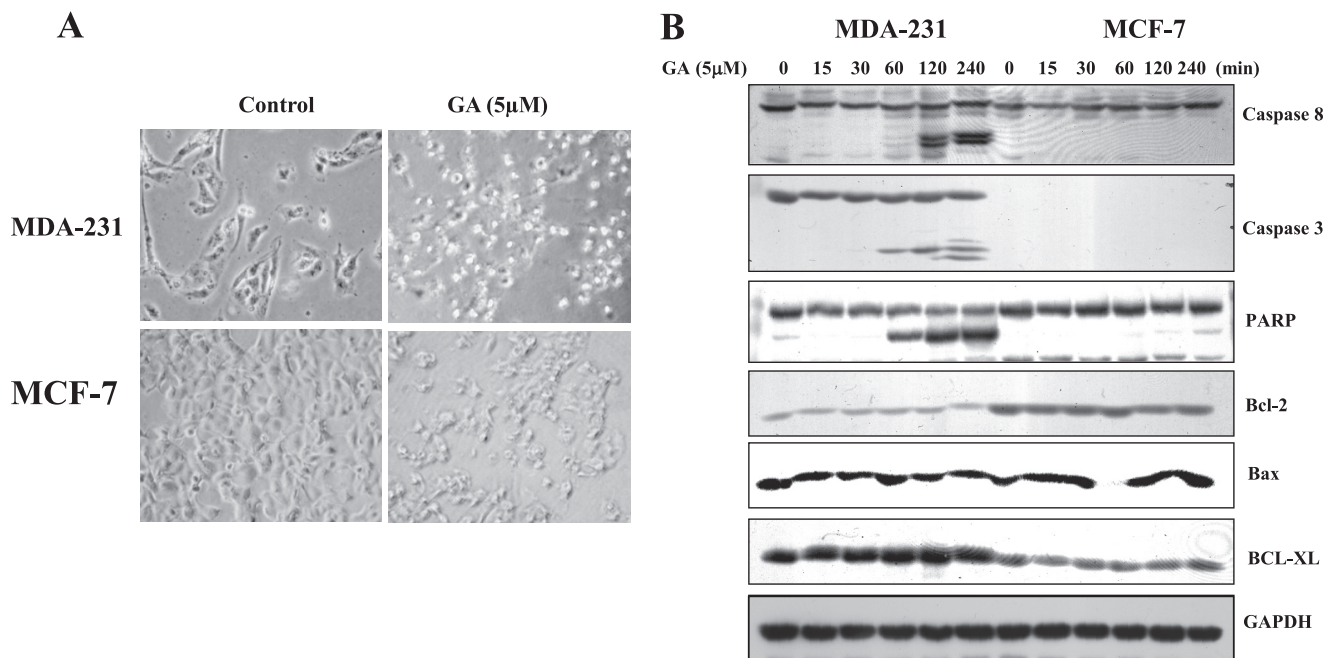 A
Control GA (5μM)
MDA-231
MCF-7
B
MDA-231 MCF-7
GA (5μM) 0 15 30 60 120 240 0 15 30 60 120 240 (min)
Caspase 8
Caspase 3
PARP
Bcl-2
Bax
BCL-XL
GAPDH